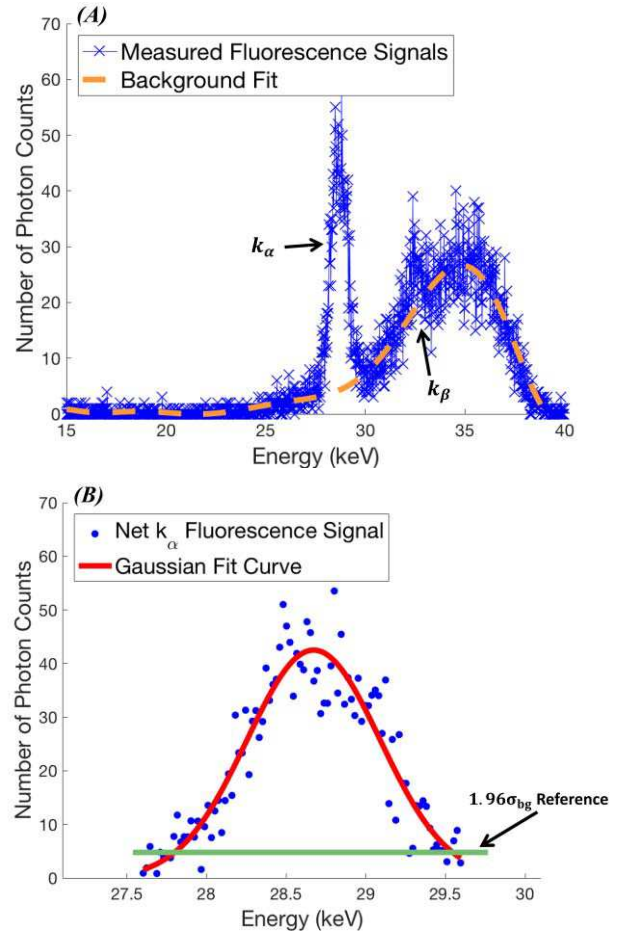 (A)
70
60
50
40
30
20
10
0
Number of Photon Counts
Measured Fluorescence Signals
Background Fit
kα
kβ
15 20 25 30 35 40
Energy (keV)
(B)
70
60
50
40
30
20
10
0
Number of Photon Counts
Net kα Fluorescence Signal
Gaussian Fit Curve
1.96σbg Reference
27.5 28 28.5 29 29.5 30
Energy (keV)